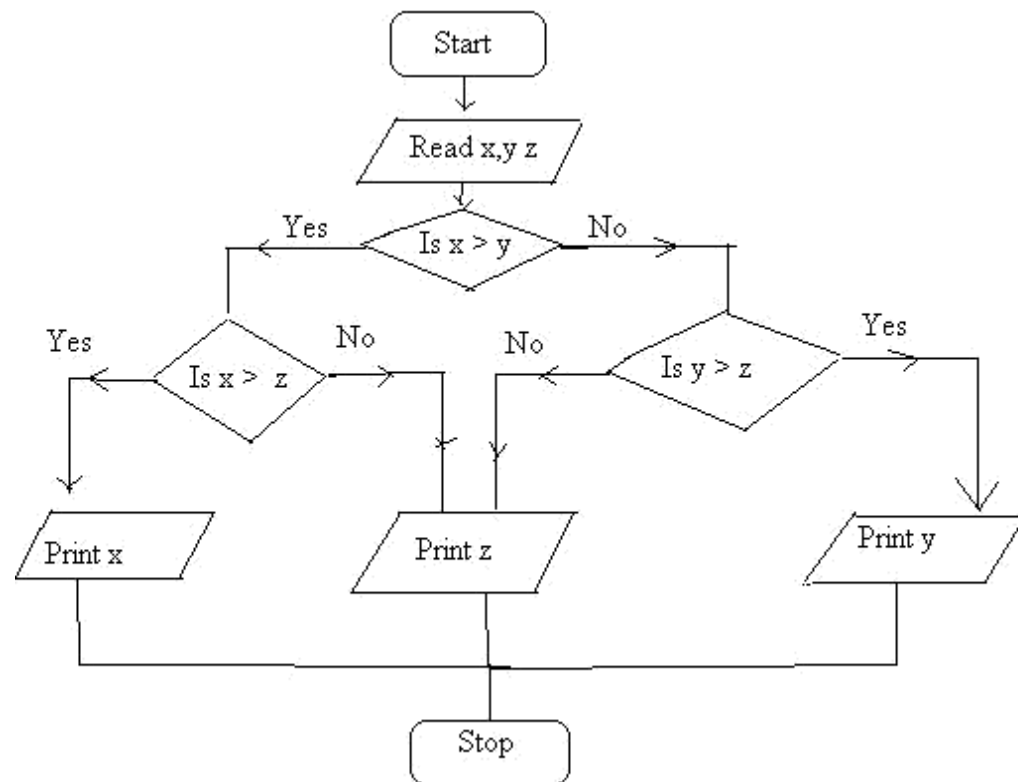 Start
Read x,y z
Yes
Is x > y
No
Yes
Is x > z
No
No
Is y > z
Yes
Print x
Print z
Print y
Stop